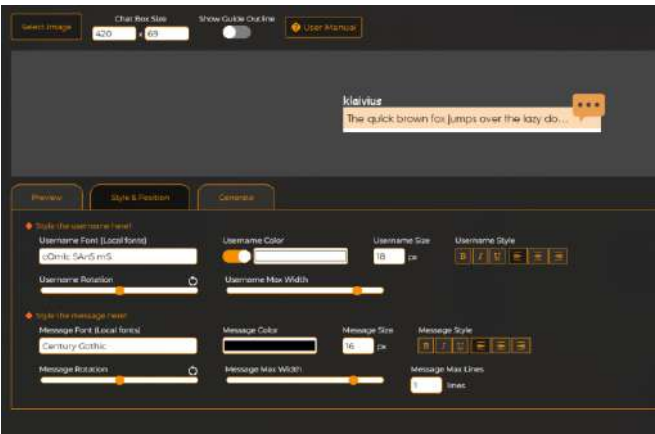 Select Image
Chat Box Size
420 x 69
Show Guide Outline
User Manual
klaivius
The quick brown fox jumps over the lazy do...
Preview
Style & Position
Generate
Style the username here!
Username Font (Local fonts)
cOmIc SAnS mS
Username Color
Username Size
18 px
Username Style
B I U
Username Rotation
Username Max Width
Style the message here!
Message Font (Local fonts)
Century Gothic
Message Color
Message Size
16 px
Message Style
B I U
Message Rotation
Message Max Width
Message Max Lines
1 lines